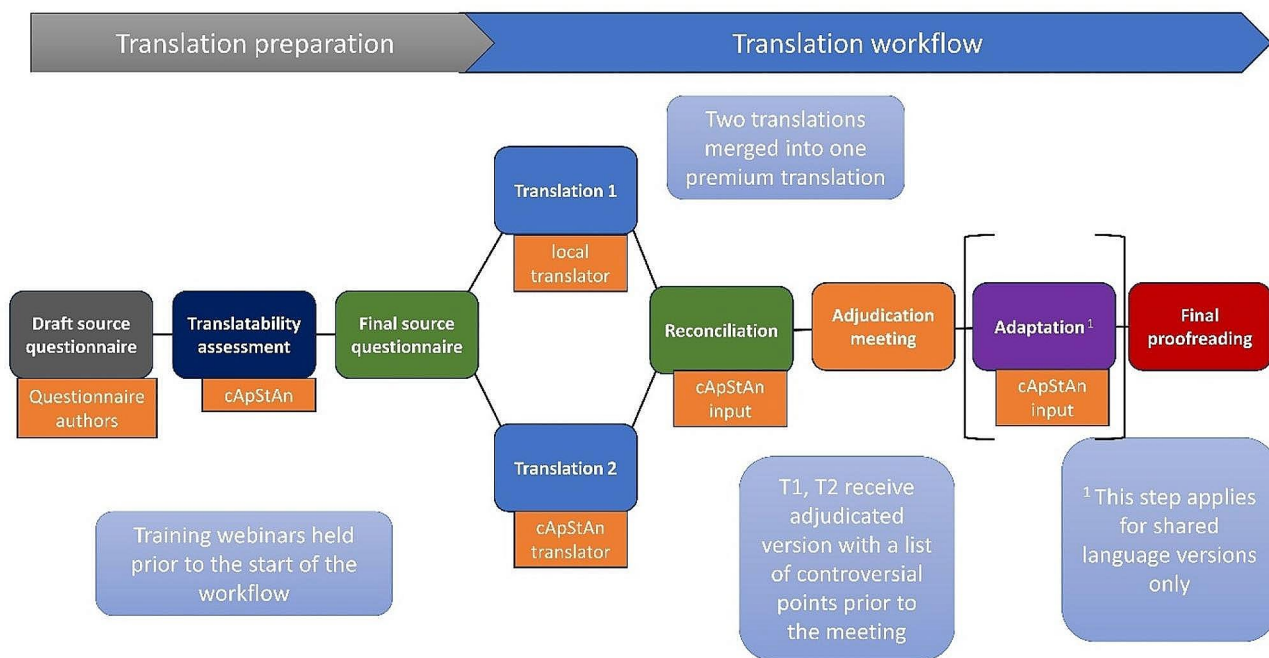 Translation preparation
Translation workflow
Two translations
merged into one
premium translation
Translation 1
local
translator
Draft source
questionnaire
Questionnaire
authors
Translatability
assessment
cApStAn
Final source
questionnaire
Reconciliation
cApStAn
input
Adjudication
meeting
Adaptation ¹
cApStAn
input
Final
proofreading
Translation 2
cApStAn
translator
Training webinars held
prior to the start of the
workflow
T1, T2 receive
adjudicated
version with a list
of controversial
points prior to
the meeting
¹ This step applies
for shared
language versions
only